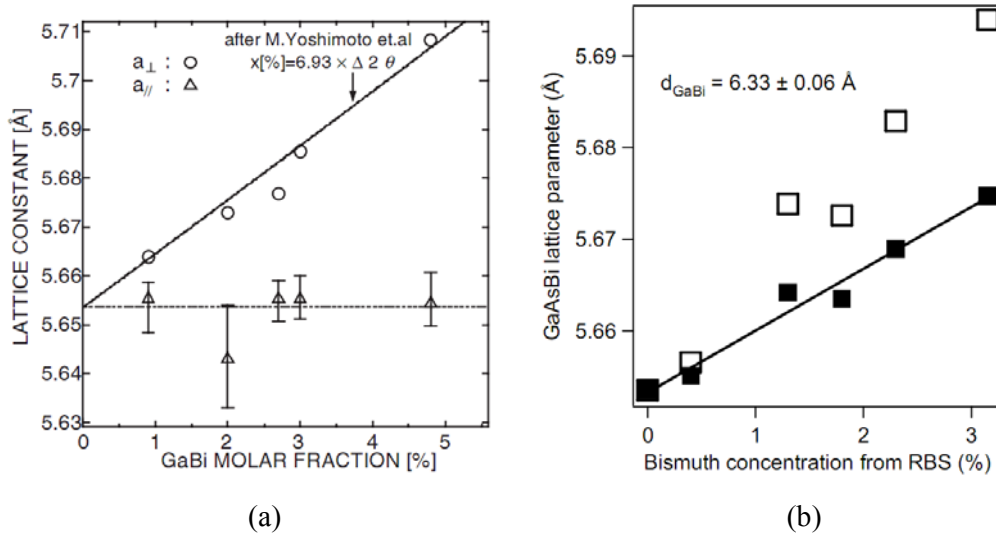 5.71
5.7
5.69
5.68
5.67
5.66
5.65
5.64
5.63
LATTICE CONSTANT [Å]
after M.Yoshimoto et.al
x[%]=6.93 × Δ 2 θ
a⊥ : ○
a// : △
0 1 2 3 4 5
GaBi MOLAR FRACTION [%]
(a)
5.69
5.68
5.67
5.66
GaAsBi lattice parameter (Å)
d_GaBi = 6.33 ± 0.06 Å
0 1 2 3
Bismuth concentration from RBS (%)
(b)